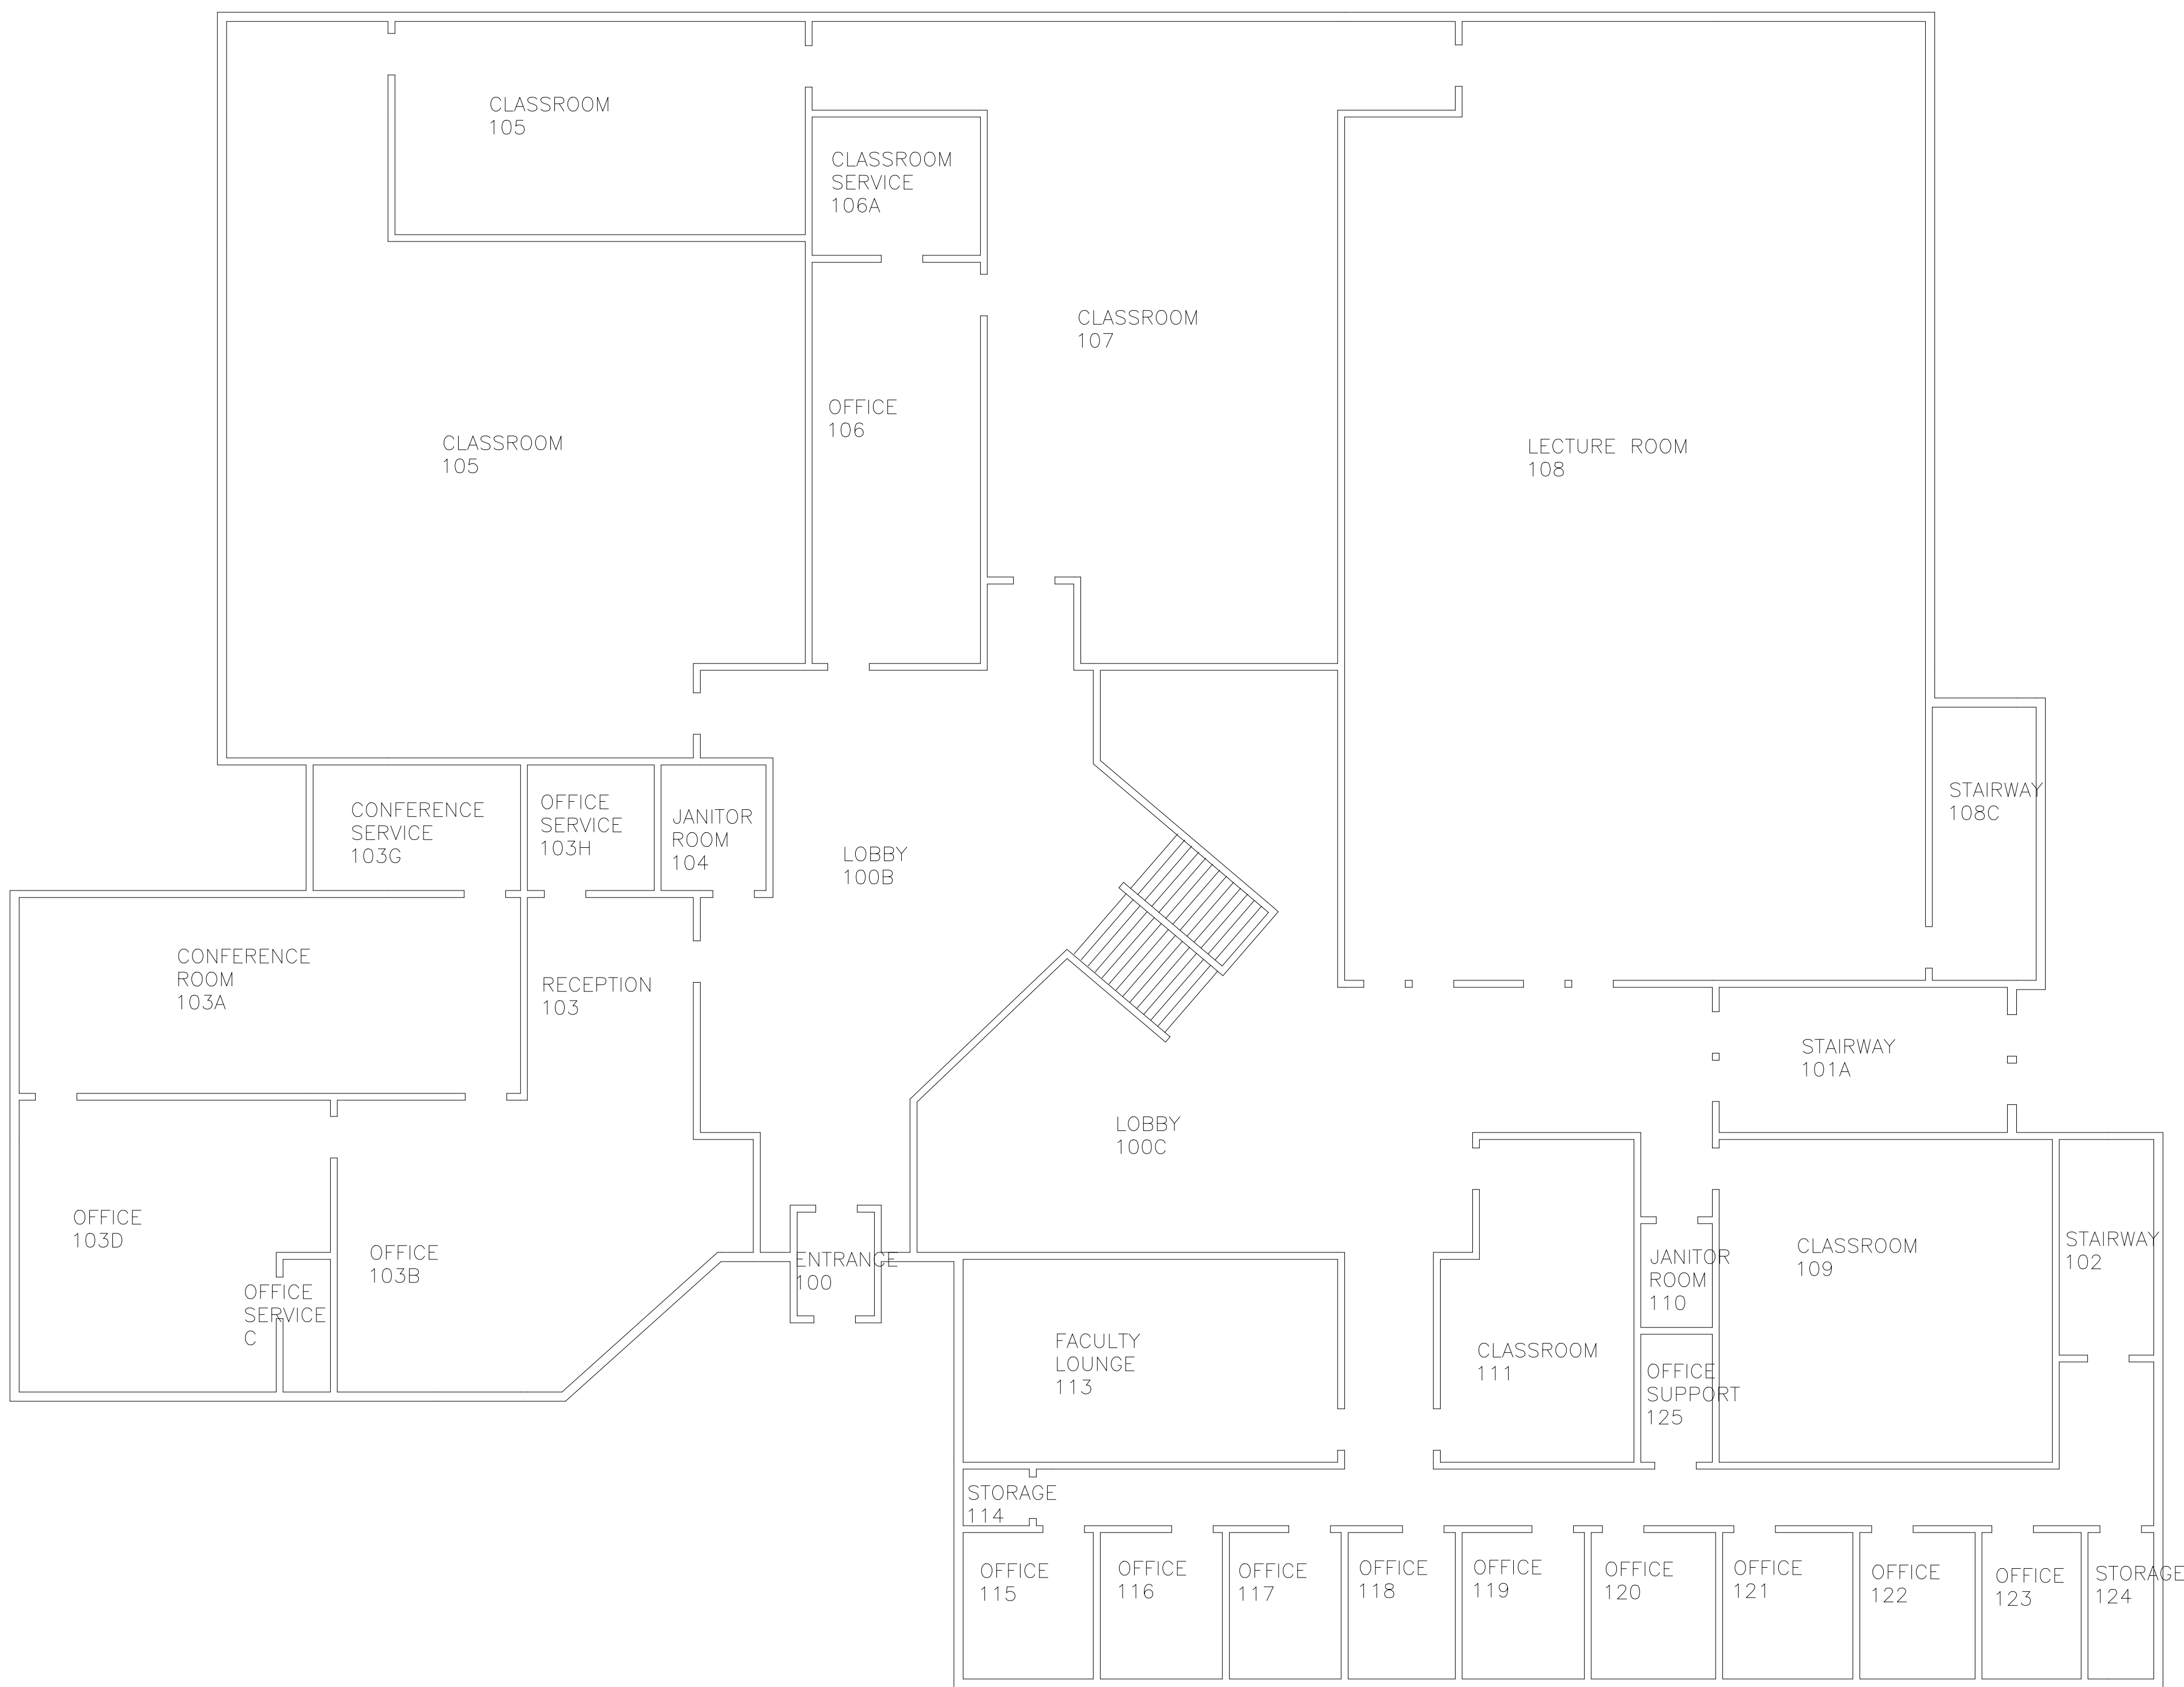 CLASSROOM
105
CLASSROOM
SERVICE
106A
CLASSROOM
107
OFFICE
106
CLASSROOM
105
LECTURE ROOM
108
STAIRWAY
108C
CONFERENCE
SERVICE
103G
OFFICE
SERVICE
103H
JANITOR
ROOM
104
LOBBY
100B
CONFERENCE
ROOM
103A
RECEPTION
103
STAIRWAY
101A
LOBBY
100C
OFFICE
103D
OFFICE
103B
OFFICE
SERVICE
C
ENTRANCE
100
JANITOR
ROOM
110
CLASSROOM
109
STAIRWAY
102
FACULTY
LOUNGE
113
CLASSROOM
111
OFFICE
SUPPORT
125
STORAGE
114
OFFICE
115
OFFICE
116
OFFICE
117
OFFICE
118
OFFICE
119
OFFICE
120
OFFICE
121
OFFICE
122
OFFICE
123
STORAGE
124